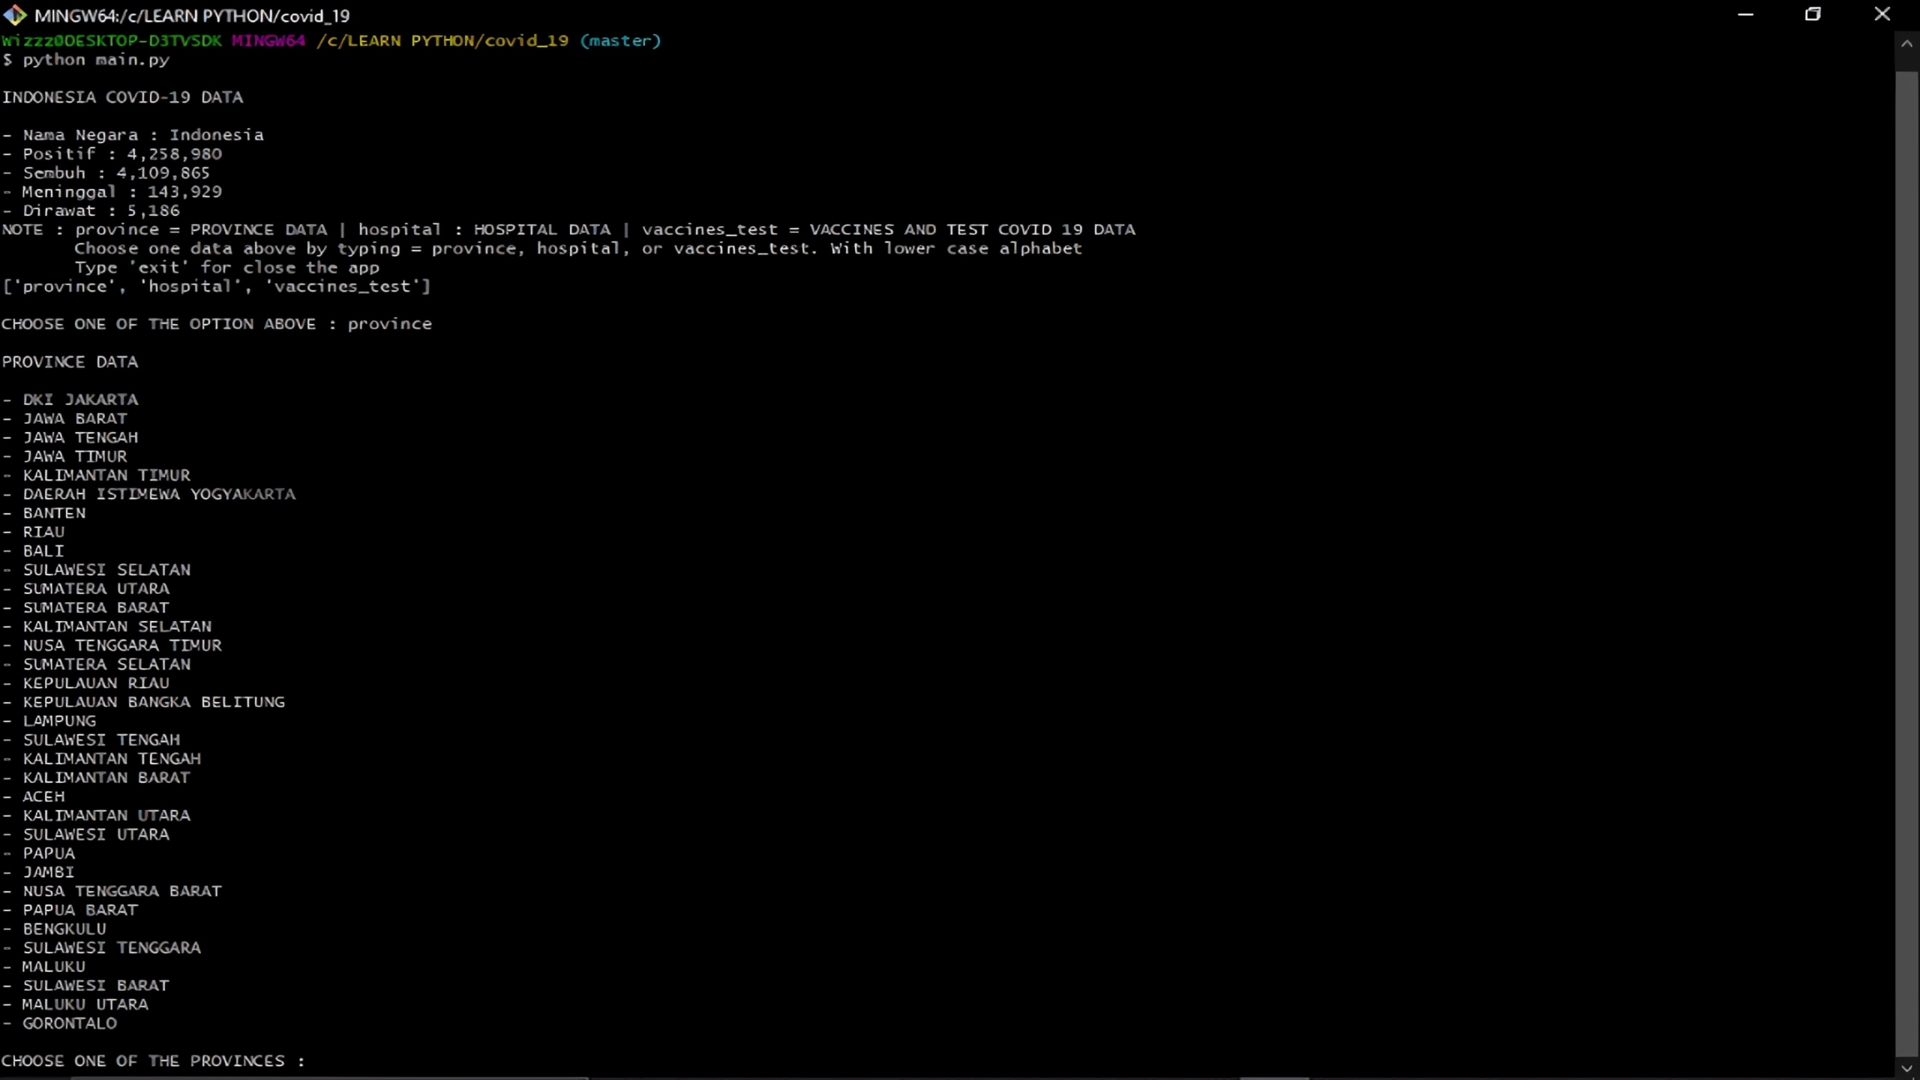 MINGW64:/c/LEARN PYTHON/covid_19
Wizzz@DESKTOP-D3TVSDK MINGW64 /c/LEARN PYTHON/covid_19 (master)
$ python main.py
INDONESIA COVID-19 DATA
- Nama Negara : Indonesia
- Positif : 4,258,980
- Sembuh : 4,109,865
- Meninggal : 143,929
- Dirawat : 5,186
NOTE : province = PROVINCE DATA | hospital : HOSPITAL DATA | vaccines_test = VACCINES AND TEST COVID 19 DATA
Choose one data above by typing = province, hospital, or vaccines_test. With lower case alphabet
Type 'exit' for close the app
['province', 'hospital', 'vaccines_test']
CHOOSE ONE OF THE OPTION ABOVE : province
PROVINCE DATA
- DKI JAKARTA
- JAWA BARAT
- JAWA TENGAH
- JAWA TIMUR
- KALIMANTAN TIMUR
- DAERAH ISTIMEWA YOGYAKARTA
- BANTEN
- RIAU
- BALI
- SULAWESI SELATAN
- SUMATERA UTARA
- SUMATERA BARAT
- KALIMANTAN SELATAN
- NUSA TENGGARA TIMUR
- SUMATERA SELATAN
- KEPULAUAN RIAU
- KEPULAUAN BANGKA BELITUNG
- LAMPUNG
- SULAWESI TENGAH
- KALIMANTAN TENGAH
- KALIMANTAN BARAT
- ACEH
- KALIMANTAN UTARA
- SULAWESI UTARA
- PAPUA
- JAMBI
- NUSA TENGGARA BARAT
- PAPUA BARAT
- BENGKULU
- SULAWESI TENGGARA
- MALUKU
- SULAWESI BARAT
- MALUKU UTARA
- GORONTALO
CHOOSE ONE OF THE PROVINCES :